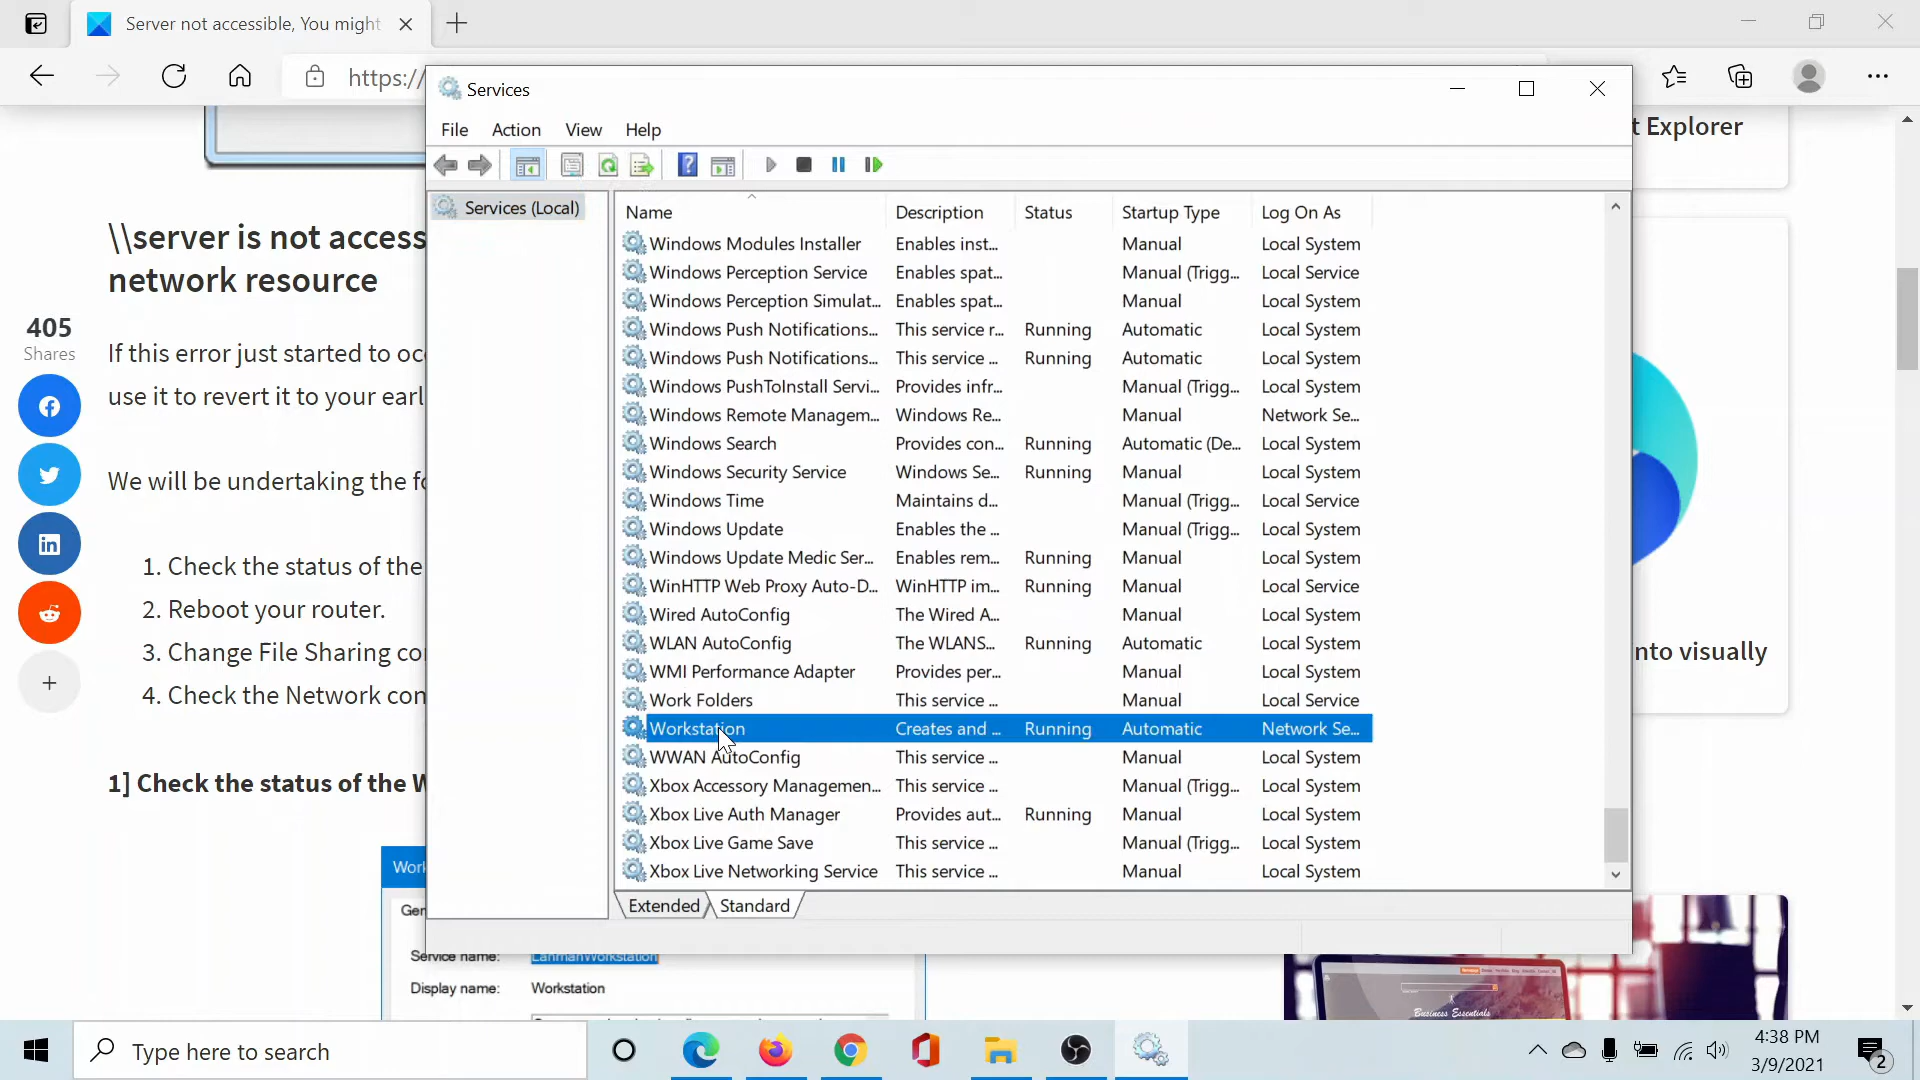 Server not accessible, You might
https://
\\server is not access
network resource
405
Shares
If this error just started to oc
use it to revert it to your earl
We will be undertaking the fo
1. Check the status of the
2. Reboot your router.
3. Change File Sharing co
4. Check the Network con
1] Check the status of the W
Work
Gen
Service name: LanmanWorkstation
Display name: Workstation
Services
File Action View Help
Services (Local)
Name Description Status Startup Type Log On As
Windows Modules Installer Enables inst... Manual Local System
Windows Perception Service Enables spat... Manual (Trigg... Local Service
Windows Perception Simulat... Enables spat... Manual Local System
Windows Push Notifications... This service r... Running Automatic Local System
Windows Push Notifications... This service ... Running Automatic Local System
Windows PushToInstall Servi... Provides infr... Manual (Trigg... Local System
Windows Remote Managem... Windows Re... Manual Network Se...
Windows Search Provides con... Running Automatic (De... Local System
Windows Security Service Windows Se... Running Manual Local System
Windows Time Maintains d... Manual (Trigg... Local Service
Windows Update Enables the ... Manual (Trigg... Local System
Windows Update Medic Ser... Enables rem... Running Manual Local System
WinHTTP Web Proxy Auto-D... WinHTTP im... Running Manual Local Service
Wired AutoConfig The Wired A... Manual Local System
WLAN AutoConfig The WLANS... Running Automatic Local System
WMI Performance Adapter Provides per... Manual Local System
Work Folders This service ... Manual Local Service
Workstation Creates and ... Running Automatic Network Se...
WWAN AutoConfig This service ... Manual Local System
Xbox Accessory Managemen... This service ... Manual (Trigg... Local System
Xbox Live Auth Manager Provides aut... Running Manual Local System
Xbox Live Game Save This service ... Manual (Trigg... Local System
Xbox Live Networking Service This service ... Manual Local System
Extended Standard
t Explorer
nto visually
Business Essentials
Type here to search
4:38 PM
3/9/2021
2